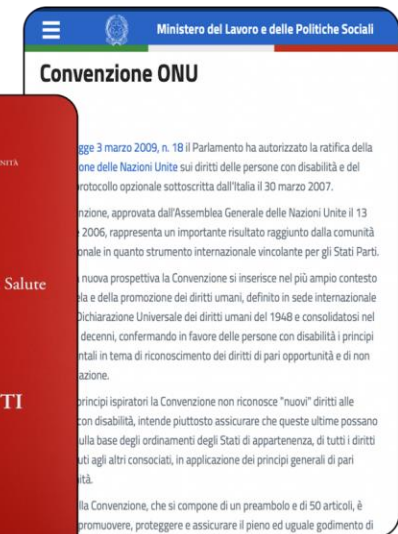 Ministero del Lavoro e delle Politiche Sociali
Convenzione ONU
gge 3 marzo 2009, n. 18 il Parlamento ha autorizzato la ratifica della
one delle Nazioni Unite sui diritti delle persone con disabilità e del
rotocollo opzionale sottoscritta dall'Italia il 30 marzo 2007.
nzione, approvata dall'Assemblea Generale delle Nazioni Unite il 13
2006, rappresenta un importante risultato raggiunto dalla comunità
onale in quanto strumento internazionale vincolante per gli Stati Parti.
nuova prospettiva la Convenzione si inserisce nel più ampio contesto
la e della promozione dei diritti umani, definito in sede internazionale
Dichiarazione Universale dei diritti umani del 1948 e consolidatosi nel
decenni, confermando in favore delle persone con disabilità i principi
ntali in tema di riconoscimento dei diritti di pari opportunità e di non
azione.
principi ispiratori la Convenzione non riconosce "nuovi" diritti alle
con disabilità, intende piuttosto assicurare che queste ultime possano
ulla base degli ordinamenti degli Stati di appartenenza, di tutti i diritti
uti agli altri consociati, in applicazione dei principi generali di pari
ità.
lla Convenzione, che si compone di un preambolo e di 50 articoli, è
promuovere, proteggere e assicurare il pieno ed uguale godimento di
NITÀ
Salute
TI